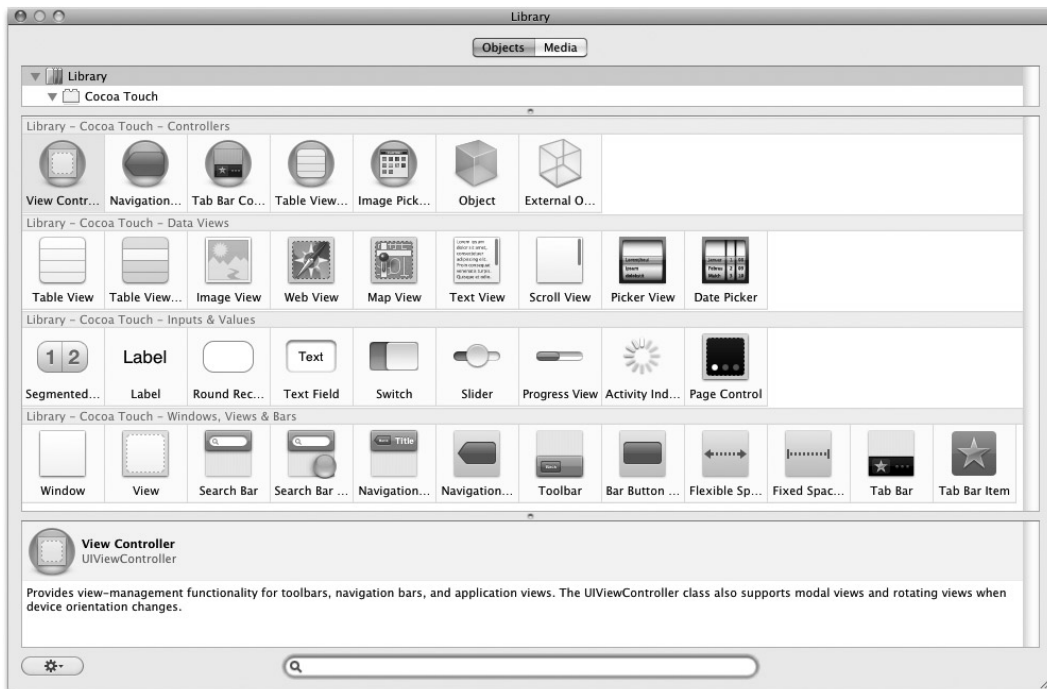 Library
Objects Media
Library
Cocoa Touch
Library – Cocoa Touch – Controllers
View Contr... Navigation... Tab Bar Co... Table View... Image Pick... Object External O...
Library – Cocoa Touch – Data Views
Table View Table View... Image View Web View Map View Text View Scroll View Picker View Date Picker
Library – Cocoa Touch – Inputs & Values
1 2 Label Text
Segmented... Label Round Rec... Text Field Switch Slider Progress View Activity Ind... Page Control
Library – Cocoa Touch – Windows, Views & Bars
Title
Window View Search Bar Search Bar ... Navigation... Navigation... Toolbar Bar Button ... Flexible Sp... Fixed Spac... Tab Bar Tab Bar Item
View Controller
UIViewController
Provides view-management functionality for toolbars, navigation bars, and application views. The UIViewController class also supports modal views and rotating views when
device orientation changes.